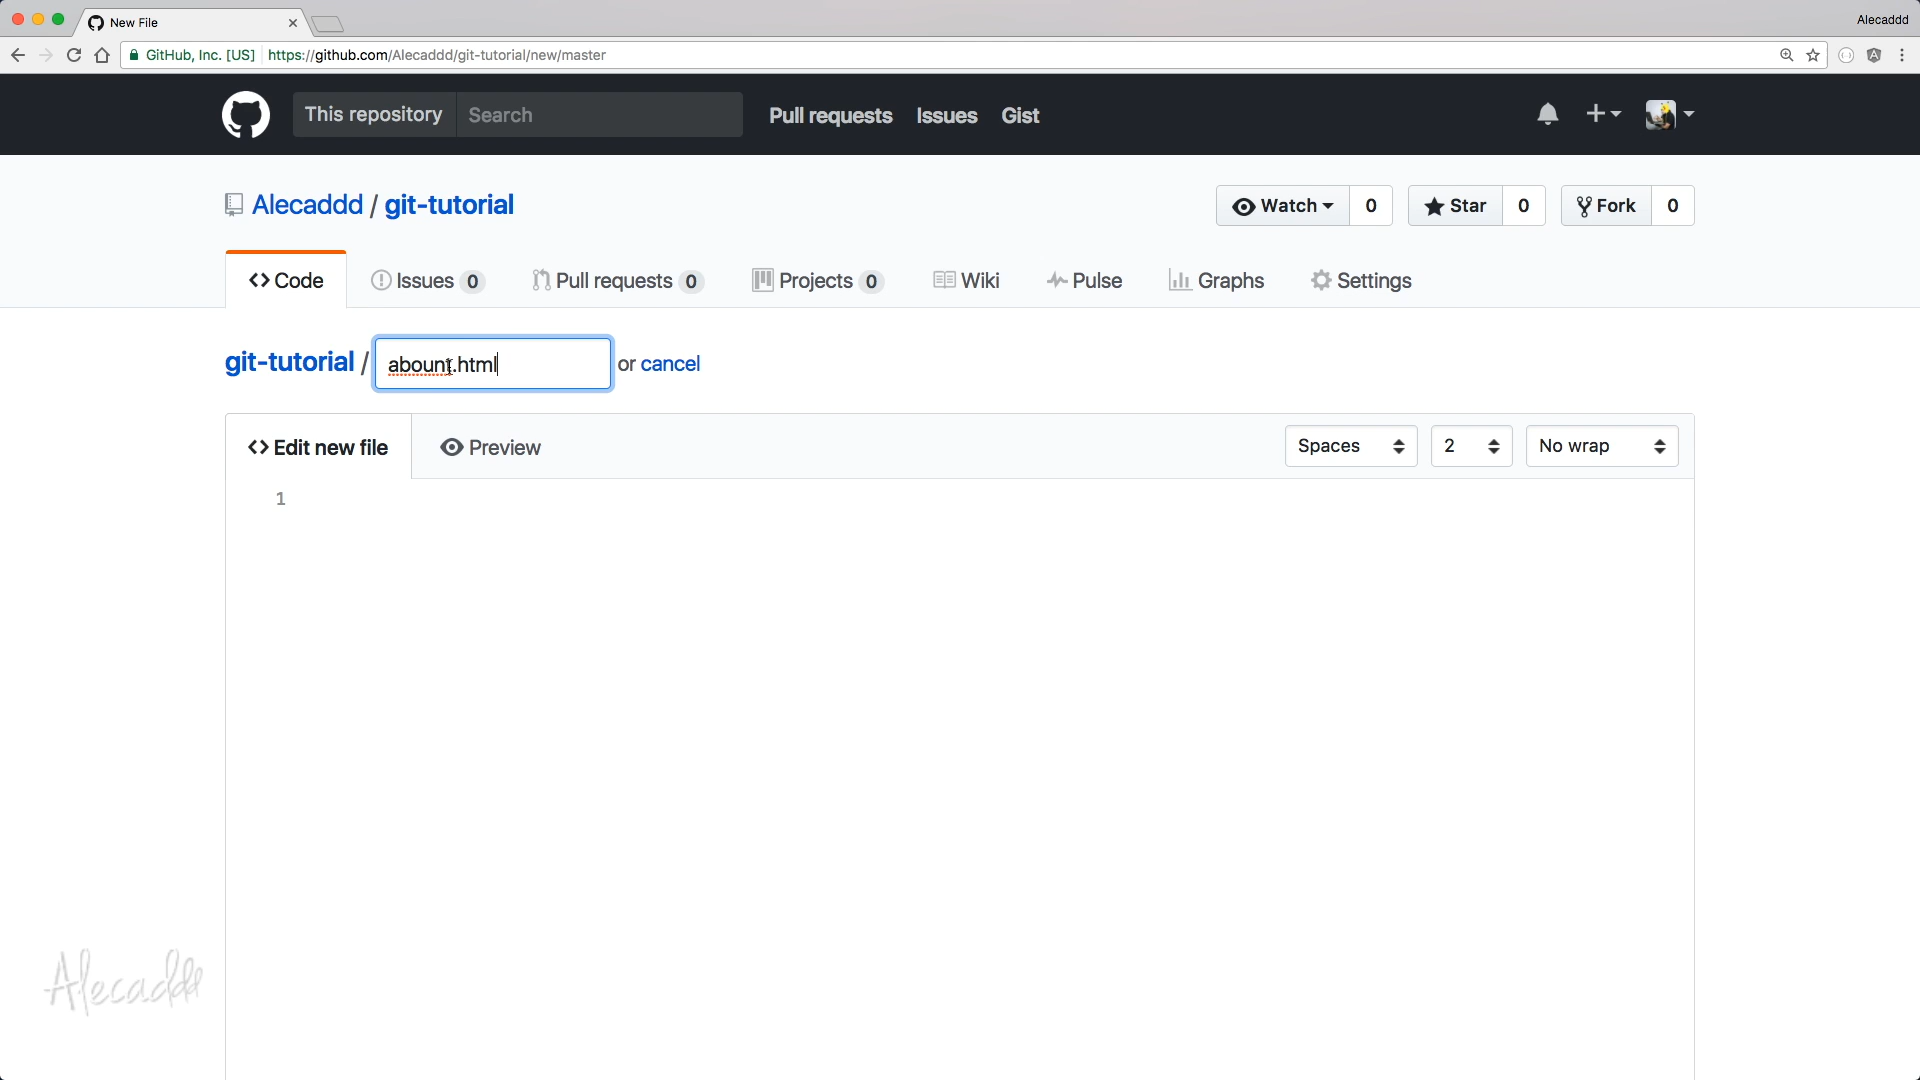 New File
Alecaddd
GitHub, Inc. [US] https://github.com/Alecaddd/git-tutorial/new/master
This repository Search Pull requests Issues Gist
Alecaddd / git-tutorial Watch 0 Star 0 Fork 0
Code Issues 0 Pull requests 0 Projects 0 Wiki Pulse Graphs Settings
git-tutorial / abount.html or cancel
Edit new file Preview Spaces 2 No wrap
1
Alecaddd